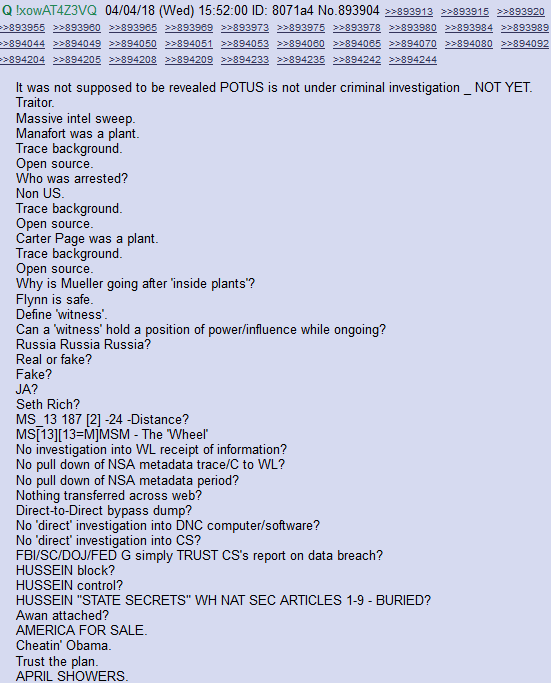 Q !xowAT4Z3VQ 04/04/18 (Wed) 15:52:00 ID: 8071a4 No.893904 >>893913 >>893915 >>893920
>>893955 >>893960 >>893965 >>893969 >>893973 >>893975 >>893978 >>893980 >>893984 >>893989
>>894044 >>894049 >>894050 >>894051 >>894053 >>894060 >>894065 >>894070 >>894080 >>894092
>>894204 >>894205 >>894208 >>894209 >>894233 >>894235 >>894242 >>894244
It was not supposed to be revealed POTUS is not under criminal investigation _ NOT YET.
Traitor.
Massive intel sweep.
Manafort was a plant.
Trace background.
Open source.
Who was arrested?
Non US.
Trace background.
Open source.
Carter Page was a plant.
Trace background.
Open source.
Why is Mueller going after 'inside plants'?
Flynn is safe.
Define 'witness'.
Can a 'witness' hold a position of power/influence while ongoing?
Russia Russia Russia?
Real or fake?
Fake?
JA?
Seth Rich?
MS_13 187 [2] -24 -Distance?
MS[13][13=M]MSM - The 'Wheel'
No investigation into WL receipt of information?
No pull down of NSA metadata trace/C to WL?
No pull down of NSA metadata period?
Nothing transferred across web?
Direct-to-Direct bypass dump?
No 'direct' investigation into DNC computer/software?
No 'direct' investigation into CS?
FBI/SC/DOJ/FED G simply TRUST CS's report on data breach?
HUSSEIN block?
HUSSEIN control?
HUSSEIN "STATE SECRETS" WH NAT SEC ARTICLES 1-9 - BURIED?
Awan attached?
AMERICA FOR SALE.
Cheatin' Obama.
Trust the plan.
APRIL SHOWERS.